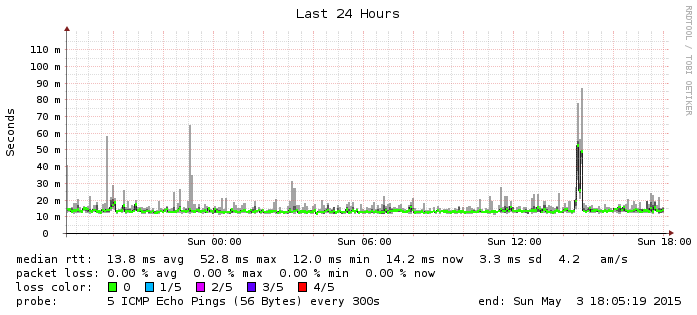 Last 24 Hours
RRDTOOL / TOBI OETIKER
Seconds
110 m
100 m
90 m
80 m
70 m
60 m
50 m
40 m
30 m
20 m
10 m
0
Sun 00:00 Sun 06:00 Sun 12:00 Sun 18:00
median rtt: 13.8 ms avg 52.8 ms max 12.0 ms min 14.2 ms now 3.3 ms sd 4.2 am/s
packet loss: 0.00 % avg 0.00 % max 0.00 % min 0.00 % now
loss color: 0 1/5 2/5 3/5 4/5
probe: 5 ICMP Echo Pings (56 Bytes) every 300s end: Sun May 3 18:05:19 2015